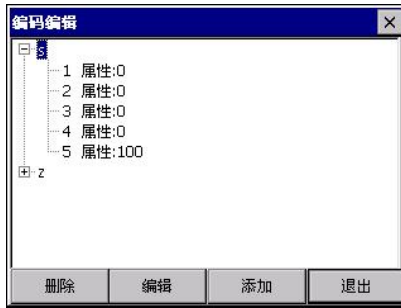 编码编辑
s
1 属性:0
2 属性:0
3 属性:0
4 属性:0
5 属性:100
z
删除 编辑 添加 退出